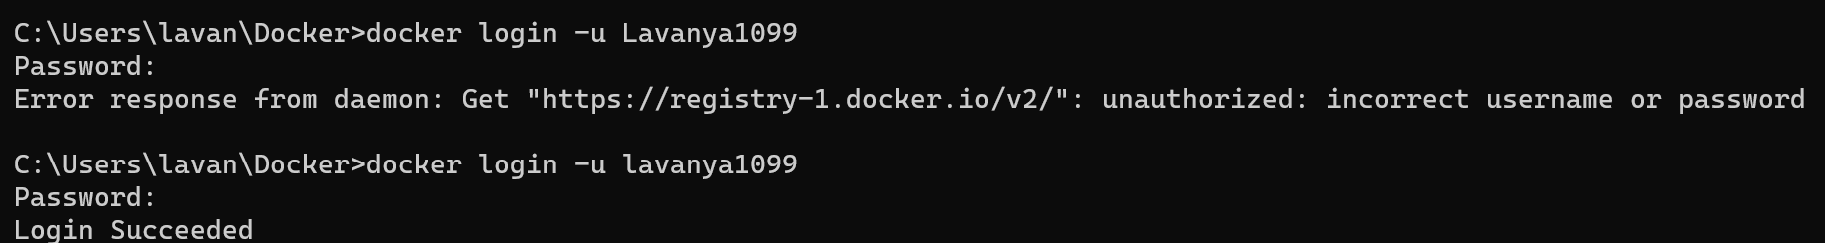 C:\Users\lavan\Docker>docker login -u Lavanya1099
Password:
Error response from daemon: Get "https://registry-1.docker.io/v2/": unauthorized: incorrect username or password
C:\Users\lavan\Docker>docker login -u lavanya1099
Password:
Login Succeeded